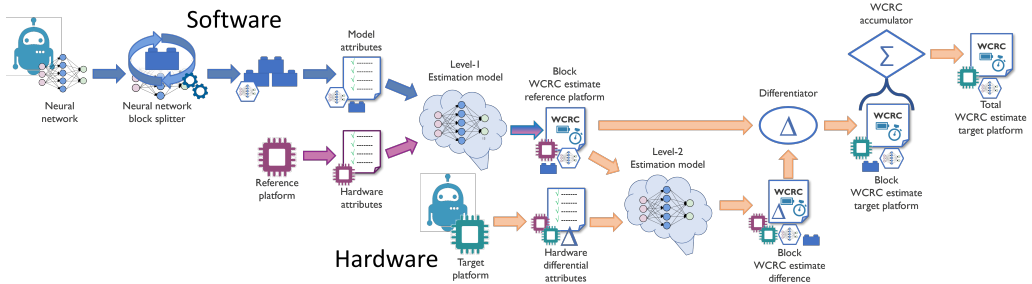 Software
Neural
network
Neural network
block splitter
Model
attributes
Level-1
Estimation model
Block
WCRC estimate
reference platform
WCRC
Differentiator
Δ
WCRC
accumulator
Σ
WCRC
Total
WCRC estimate
target platform
WCRC
Block
WCRC estimate
target platform
Reference
platform
Hardware
attributes
Level-2
Estimation model
Hardware
Target
platform
Δ
Hardware
differential
attributes
WCRC
Δ
Block
WCRC estimate
difference